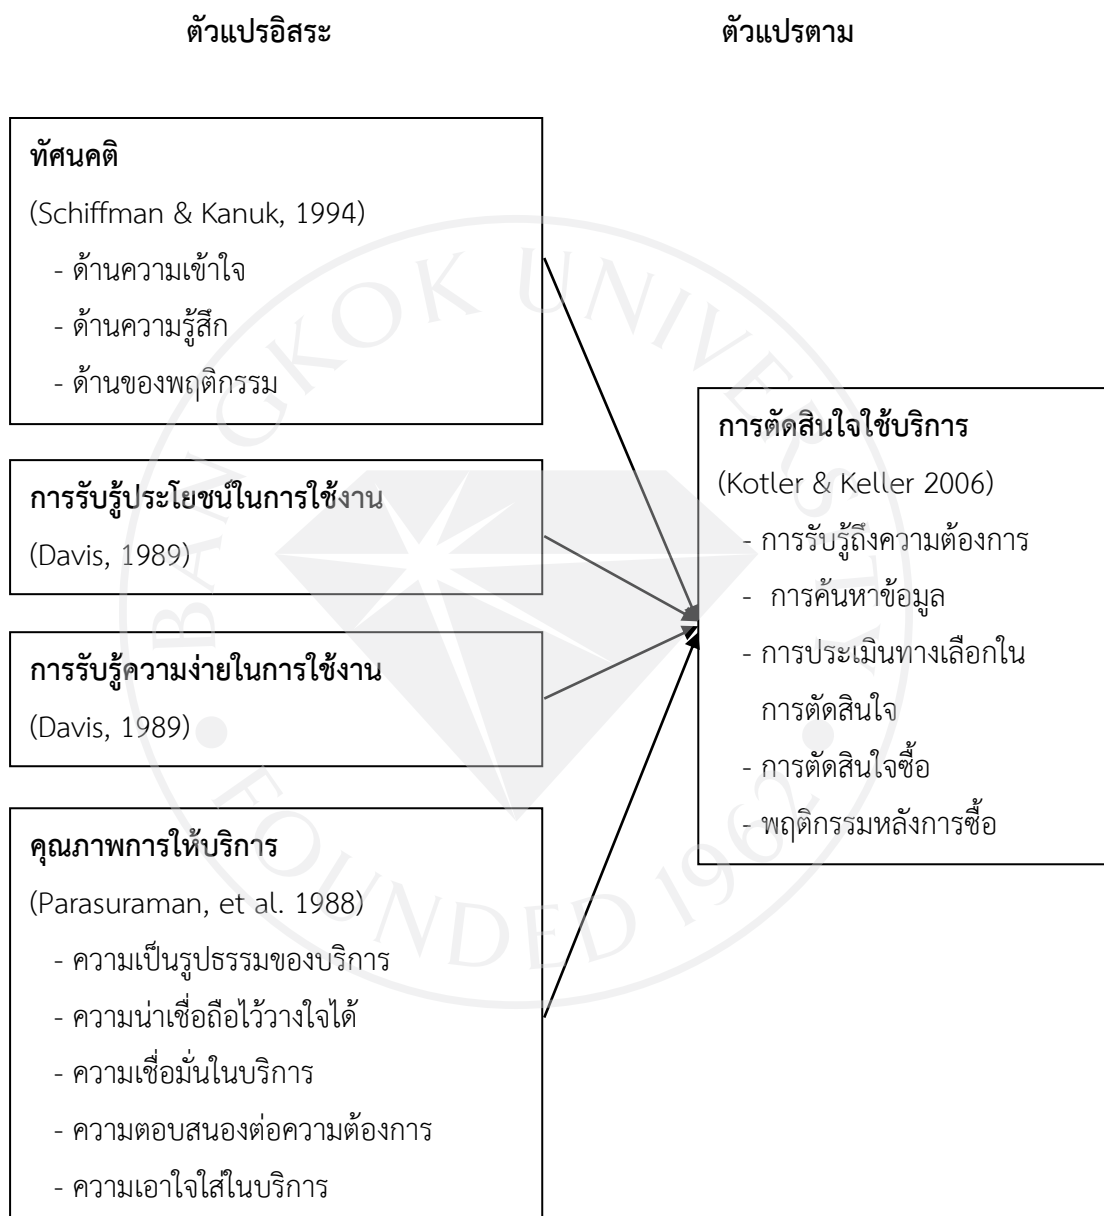 ตัวแปรอิสระ
ตัวแปรตาม
ทัศนคติ
(Schiffman & Kanuk, 1994)
- ด้านความเข้าใจ
- ด้านความรู้สึก
- ด้านของพฤติกรรม
การรับรู้ประโยชน์ในการใช้งาน
(Davis, 1989)
การรับรู้ความง่ายในการใช้งาน
(Davis, 1989)
คุณภาพการให้บริการ
(Parasuraman, et al. 1988)
- ความเป็นรูปธรรมของบริการ
- ความน่าเชื่อถือไว้วางใจได้
- ความเชื่อมั่นในบริการ
- ความตอบสนองต่อความต้องการ
- ความเอาใจใส่ในบริการ
การตัดสินใจใช้บริการ
(Kotler & Keller 2006)
- การรับรู้ถึงความต้องการ
- การค้นหาข้อมูล
- การประเมินทางเลือกใน
การตัดสินใจ
- การตัดสินใจซื้อ
- พฤติกรรมหลังการซื้อ
BANGKOK UNIVERSITY
FOUNDED 1962